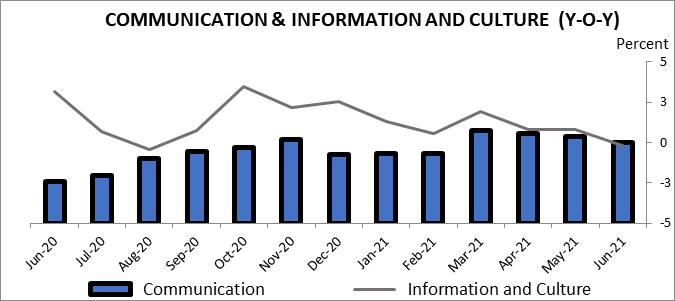 COMMUNICATION & INFORMATION AND CULTURE (Y-O-Y)
Percent
5
3
0
-3
-5
Jun-20 Jul-20 Aug-20 Sep-20 Oct-20 Nov-20 Dec-20 Jan-21 Feb-21 Mar-21 Apr-21 May-21 Jun-21
Communication Information and Culture